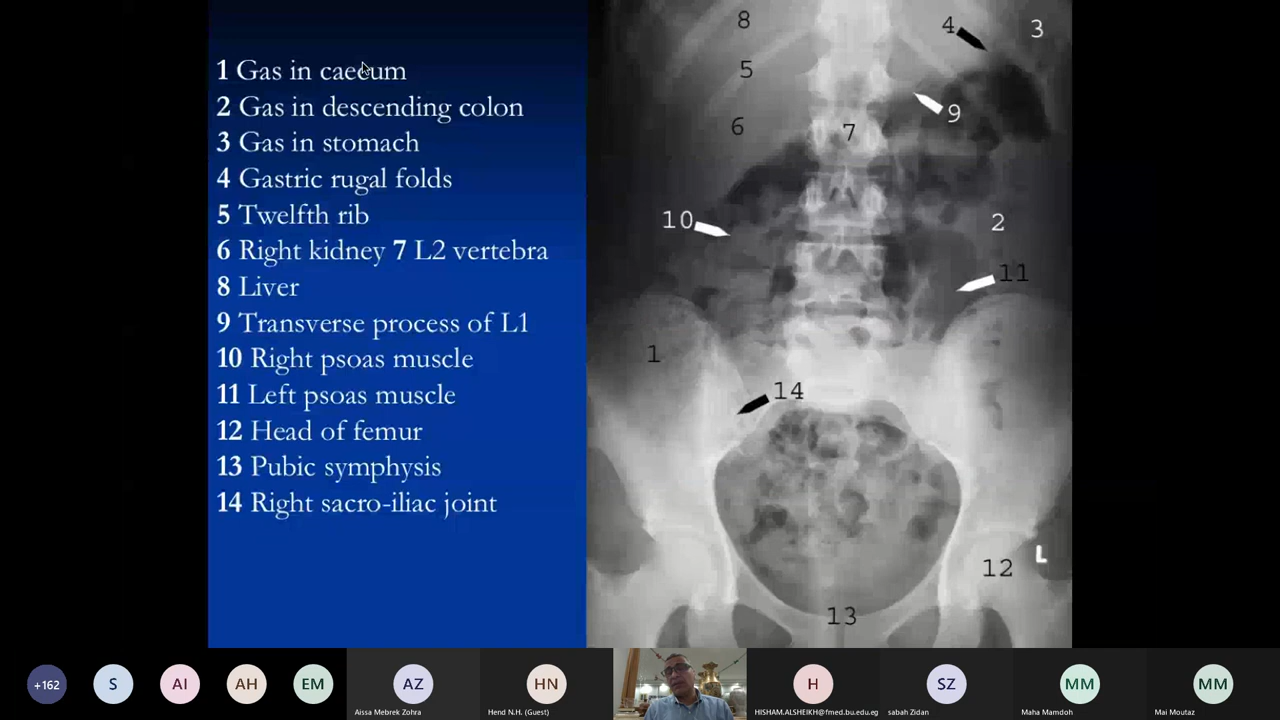 1 Gas in caecum
2 Gas in descending colon
3 Gas in stomach
4 Gastric rugal folds
5 Twelfth rib
6 Right kidney 7 L2 vertebra
8 Liver
9 Transverse process of L1
10 Right psoas muscle
11 Left psoas muscle
12 Head of femur
13 Pubic symphysis
14 Right sacro-iliac joint
8
4
3
5
9
6
7
10
2
11
1
14
L
12
13
+162
S
AI
AH
EM
AZ
Aissa Mebrek Zohra
HN
Hend N.H. (Guest)
H
HISHAM.ALSHEIKH@fmed.bu.edu.eg
SZ
sabah Zidan
MM
Maha Mamdoh
MM
Mai Moutaz